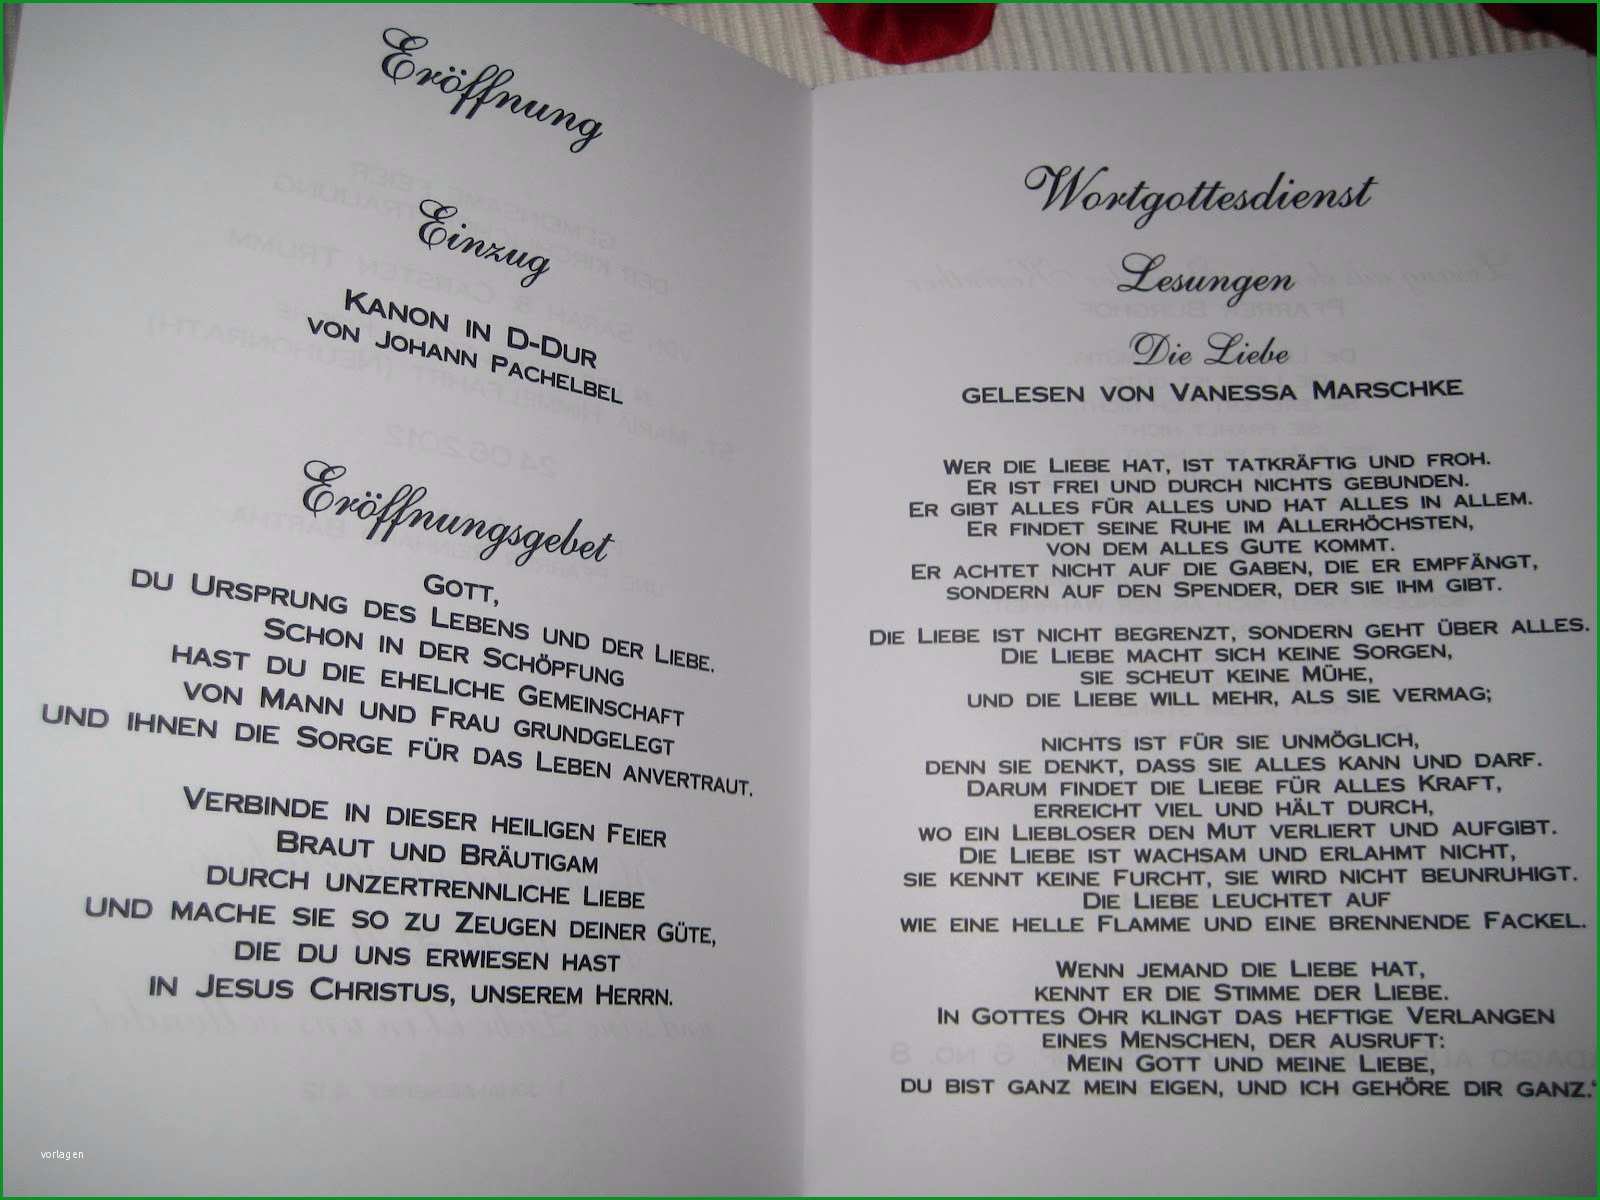 Eröffnung
Einzug
Kanon in D-Dur
von Johann Pachelbel
Eröffnungsgebet
Gott,
du Ursprung des Lebens und der Liebe.
Schon in der Schöpfung
hast du die eheliche Gemeinschaft
von Mann und Frau grundgelegt
und ihnen die Sorge für das Leben anvertraut.
Verbinde in dieser heiligen Feier
Braut und Bräutigam
durch unzertrennliche Liebe
und mache sie so zu Zeugen deiner Güte,
die du uns erwiesen hast
in Jesus Christus, unserem Herrn.
vorlagen
Wortgottesdienst
Lesungen
Die Liebe
gelesen von Vanessa Marschke
Wer die Liebe hat, ist tatkräftig und froh.
Er ist frei und durch nichts gebunden.
Er gibt alles für alles und hat alles in allem.
Er findet seine Ruhe im Allerhöchsten,
von dem alles Gute kommt.
Er achtet nicht auf die Gaben, die er empfängt,
sondern auf den Spender, der sie ihm gibt.
Die Liebe ist nicht begrenzt, sondern geht über alles.
Die Liebe macht sich keine Sorgen,
sie scheut keine Mühe,
und die Liebe will mehr, als sie vermag;
nichts ist für sie unmöglich,
denn sie denkt, dass sie alles kann und darf.
Darum findet die Liebe für alles Kraft,
erreicht viel und hält durch,
wo ein Liebloser den Mut verliert und aufgibt.
Die Liebe ist wachsam und erlahmt nicht,
sie kennt keine Furcht, sie wird nicht beunruhigt.
Die Liebe leuchtet auf
wie eine helle Flamme und eine brennende Fackel.
Wenn jemand die Liebe hat,
kennt er die Stimme der Liebe.
In Gottes Ohr klingt das heftige Verlangen
eines Menschen, der ausruft:
Mein Gott und meine Liebe,
du bist ganz mein eigen, und ich gehöre dir ganz.“